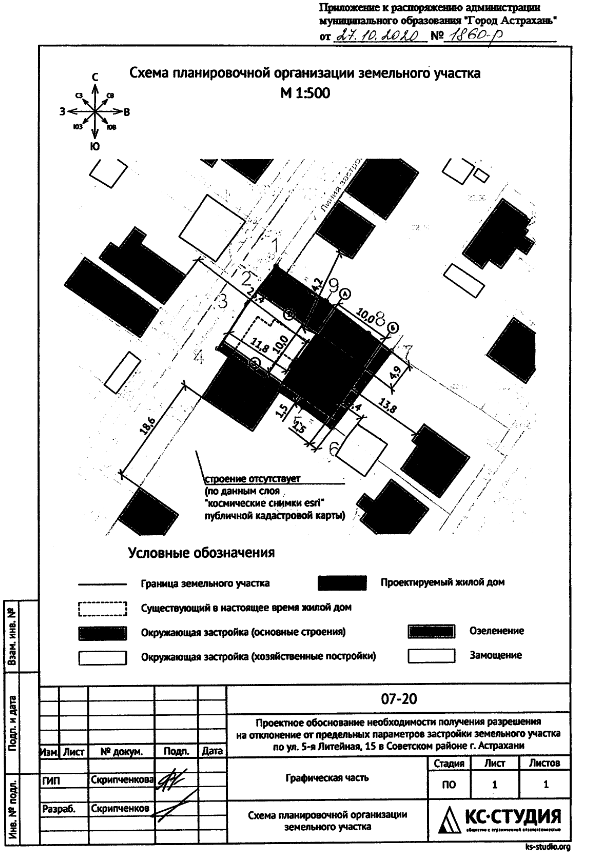 Приложение к распоряжению администрации
муниципального образования "Город Астрахань"
от 27.10.2020 № 1860-р
Схема планировочной организации земельного участка
М 1:500
С
СЗ СВ
З В
ЮЗ ЮВ
Ю
Линия застр
1
2
3
4
5
6
7
8
9
4,2
10,0
11,8
10,0
4,9
13,8
18,6
1,5
1,5
строение отсутствует
(по данным слоя
"космические снимки esri"
публичной кадастровой карты)
Условные обозначения
Граница земельного участка
Проектируемый жилой дом
Существующий в настоящее время жилой дом
Окружающая застройка (основные строения)
Озеленение
Окружающая застройка (хозяйственные постройки)
Замощение
Взам. инв. №
Подп. и дата
Инв. № подл.
07-20
Проектное обоснование необходимости получения разрешения
на отклонение от предельных параметров застройки земельного участка
по ул. 5-я Литейная, 15 в Советском районе г. Астрахани
Изм. Лист № докум. Подп. Дата
ГИП Скрипченкова
Разраб. Скрипченков
Графическая часть
Стадия Лист Листов
ПО 1 1
Схема планировочной организации
земельного участка
КС-СТУДИЯ
общество с ограниченной ответственностью
ks-studio.org